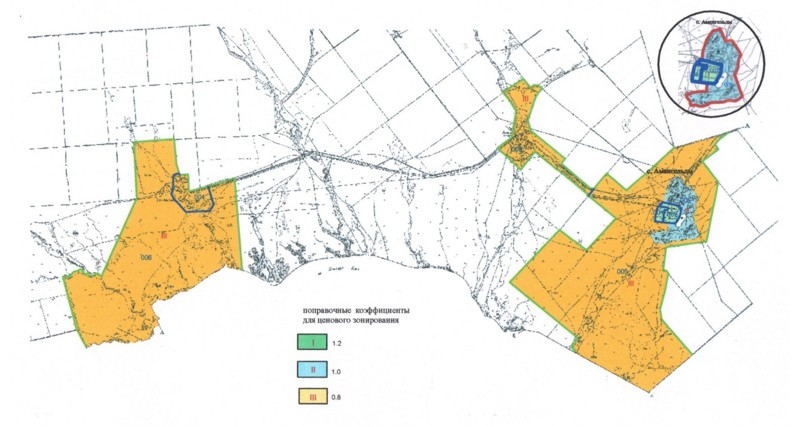 с. Амангельды
III
с. Амангельды
III
006
005
III
поправочные коэффициенты
для ценового зонирования
I 1.2
II 1.0
III 0.8